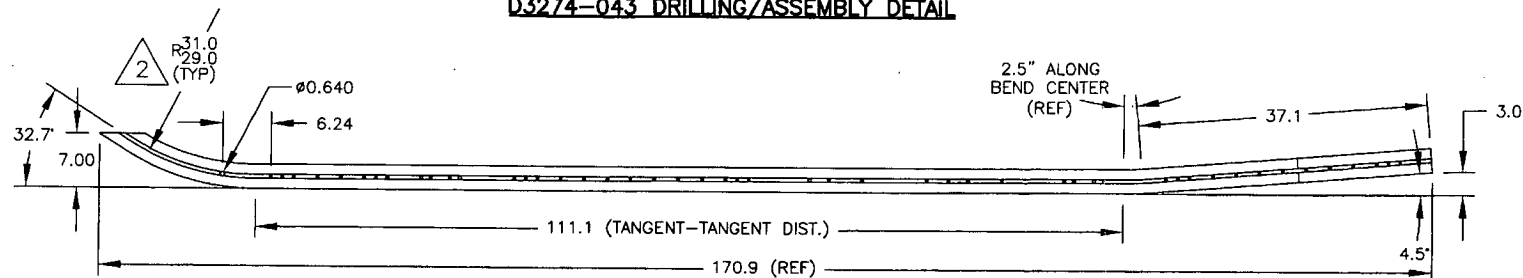 D3274-043 DRILLING/ASSEMBLY DETAIL
2
R31.0
29.0
(TYP)
ø0.640
6.24
32.7°
7.00
2.5" ALONG
BEND CENTER
(REF)
37.1
3.0
111.1 (TANGENT-TANGENT DIST.)
4.5°
170.9 (REF)